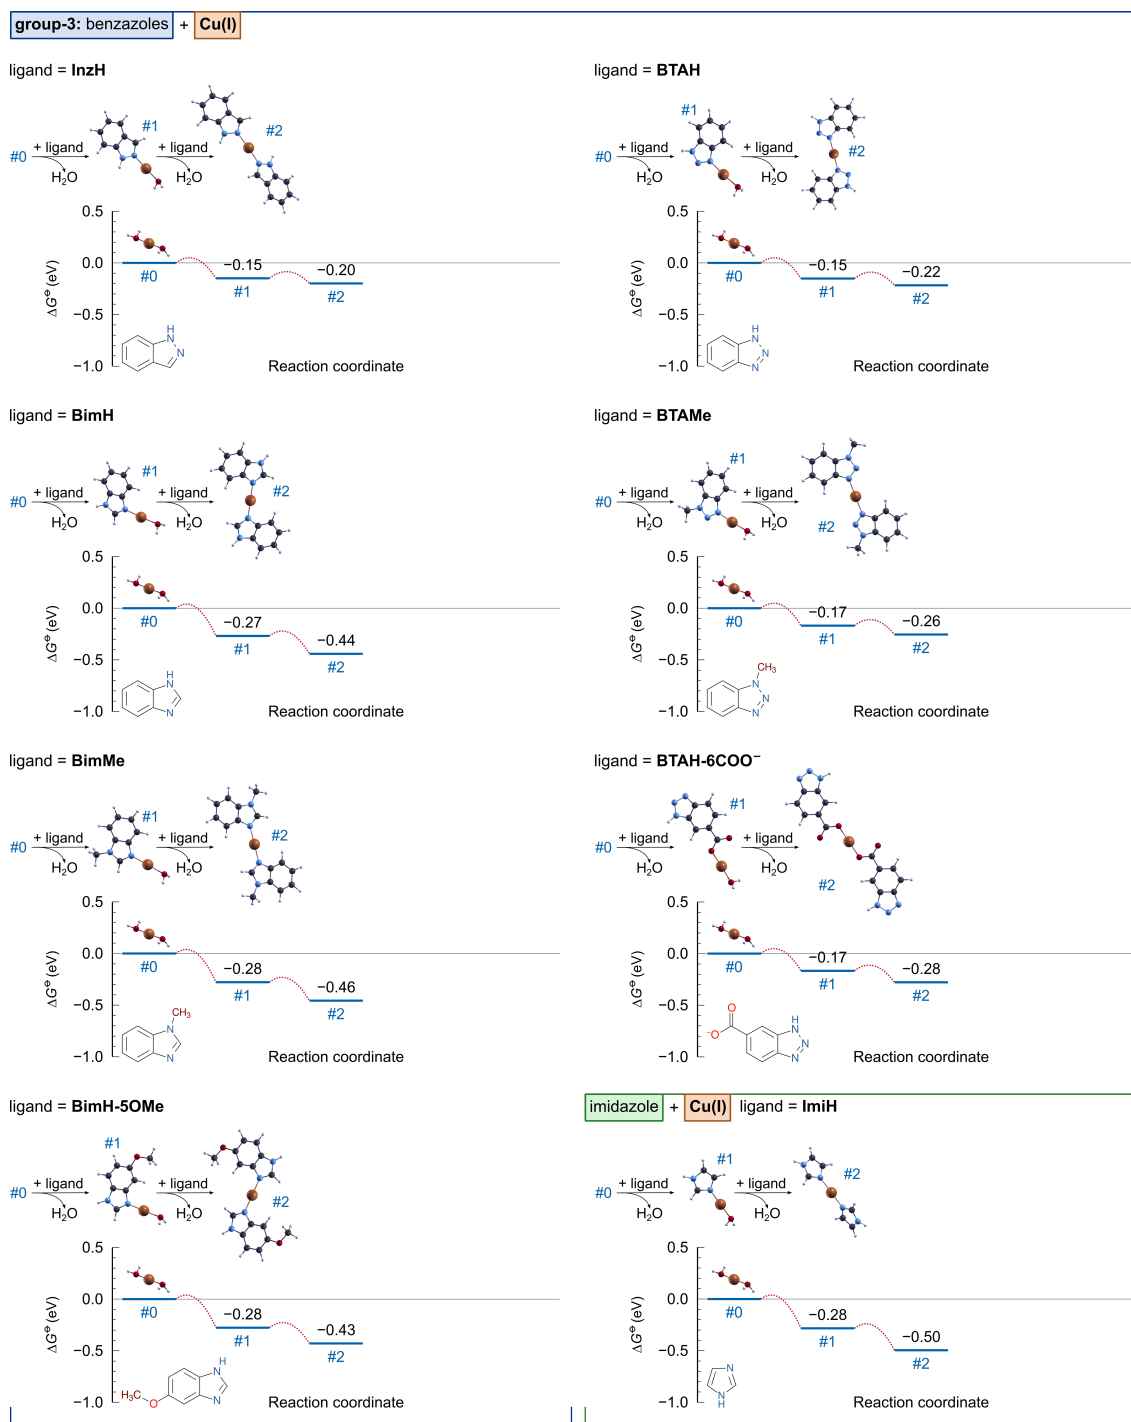 group-3: benzazoles + Cu(I)
ligand = InzH
#0 + ligand H₂O #1 + ligand H₂O #2
0.5
0.0
−0.5
−1.0
ΔG⦵ (eV)
#0
−0.15
#1
−0.20
#2
H
N
N
Reaction coordinate
ligand = BTAH
#0 + ligand H₂O #1 + ligand H₂O #2
0.5
0.0
−0.5
−1.0
ΔG⦵ (eV)
#0
−0.15
#1
−0.22
#2
H
N
N
N
Reaction coordinate
ligand = BimH
#0 + ligand H₂O #1 + ligand H₂O #2
0.5
0.0
−0.5
−1.0
ΔG⦵ (eV)
#0
−0.27
#1
−0.44
#2
H
N
N
Reaction coordinate
ligand = BTAMe
#0 + ligand H₂O #1 + ligand H₂O #2
0.5
0.0
−0.5
−1.0
ΔG⦵ (eV)
#0
−0.17
#1
−0.26
#2
CH₃
N
N
N
Reaction coordinate
ligand = BimMe
#0 + ligand H₂O #1 + ligand H₂O #2
0.5
0.0
−0.5
−1.0
ΔG⦵ (eV)
#0
−0.28
#1
−0.46
#2
CH₃
N
N
Reaction coordinate
ligand = BTAH-6COO⁻
#0 + ligand H₂O #1 + ligand H₂O #2
0.5
0.0
−0.5
−1.0
ΔG⦵ (eV)
#0
−0.17
#1
−0.28
#2
O
⁻O
H
N
N
N
Reaction coordinate
ligand = BimH-5OMe
#0 + ligand H₂O #1 + ligand H₂O #2
0.5
0.0
−0.5
−1.0
ΔG⦵ (eV)
#0
−0.28
#1
−0.43
#2
H
N
N
H₃C
O
Reaction coordinate
imidazole + Cu(I) ligand = ImiH
#0 + ligand H₂O #1 + ligand H₂O #2
0.5
0.0
−0.5
−1.0
ΔG⦵ (eV)
#0
−0.28
#1
−0.50
#2
N
N
H
Reaction coordinate